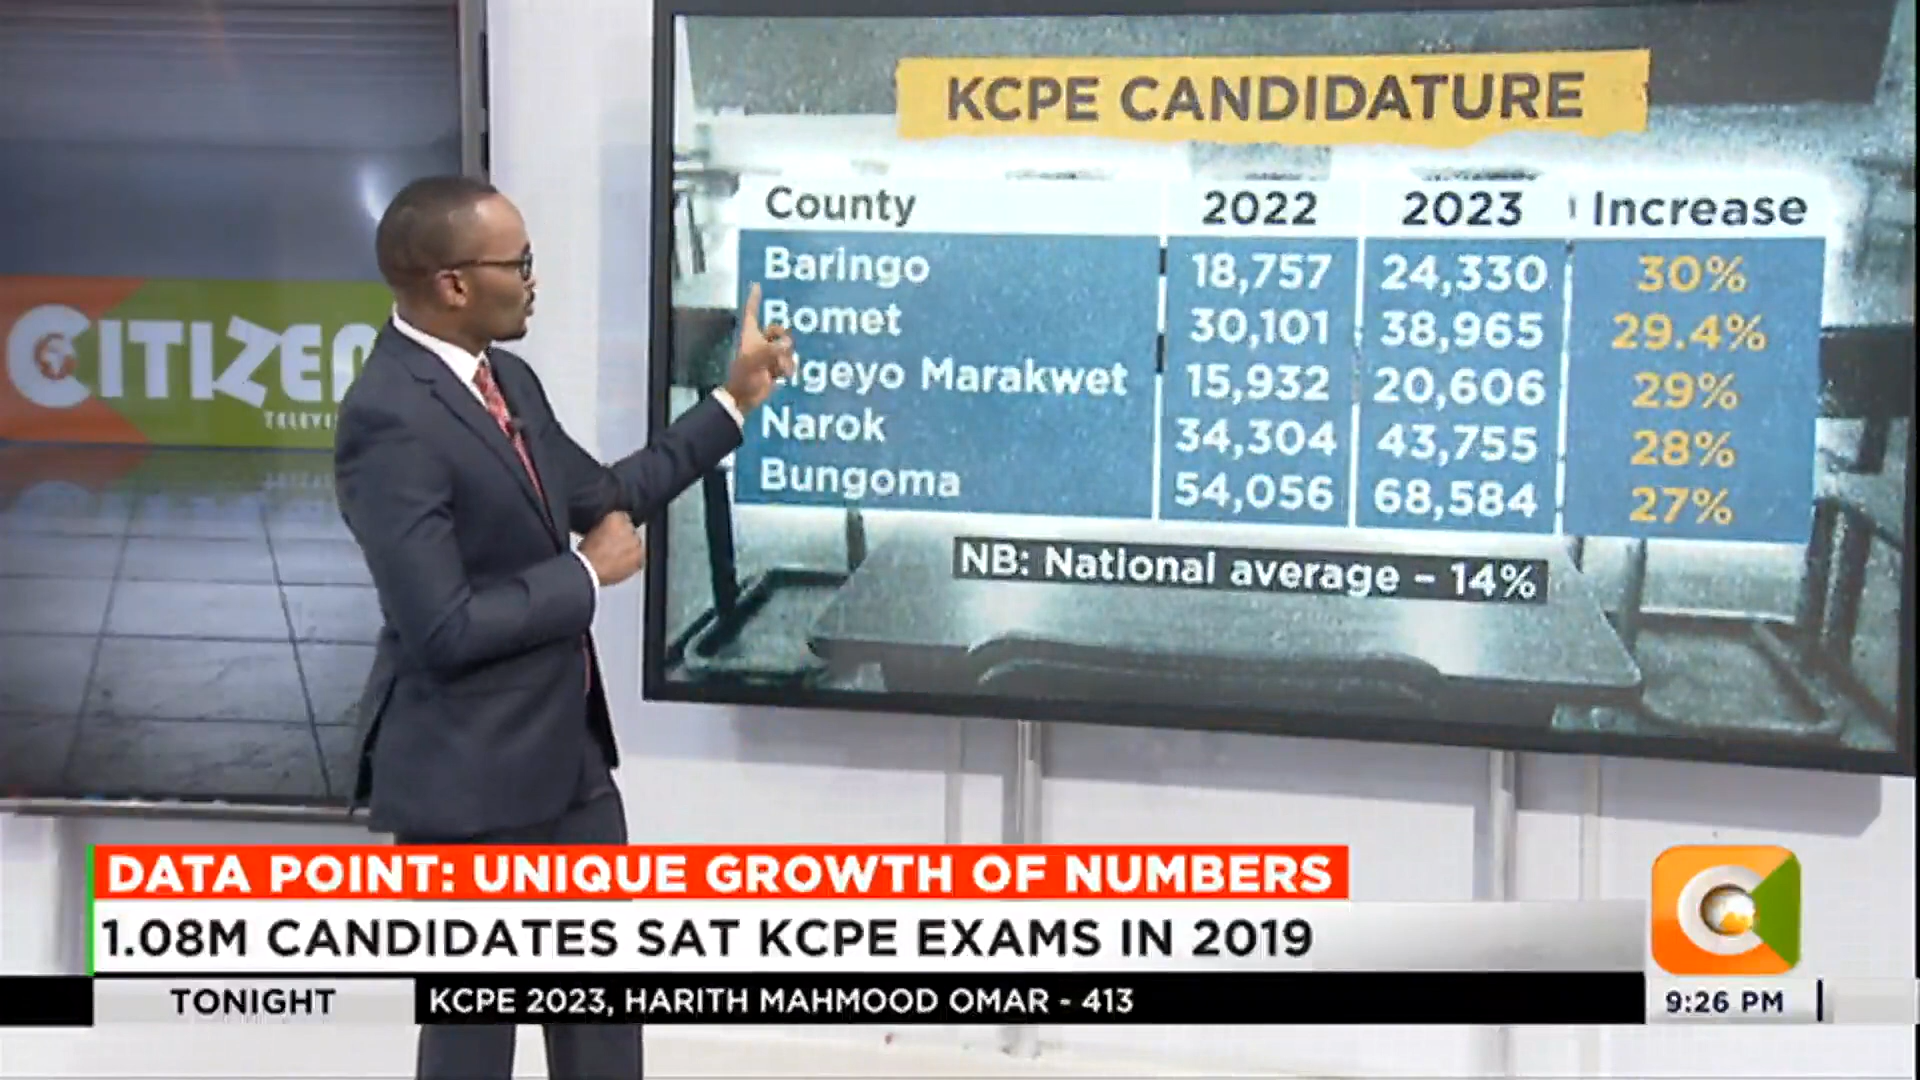 KCPE CANDIDATURE
County 2022 2023 Increase
Baringo 18,757 24,330 30%
Bomet 30,101 38,965 29.4%
lgeyo Marakwet 15,932 20,606 29%
Narok 34,304 43,755 28%
Bungoma 54,056 68,584 27%
NB: National average – 14%
CITIZEN
TELEVI
DATA POINT: UNIQUE GROWTH OF NUMBERS
1.08M CANDIDATES SAT KCPE EXAMS IN 2019
TONIGHT KCPE 2023, HARITH MAHMOOD OMAR - 413
9:26 PM